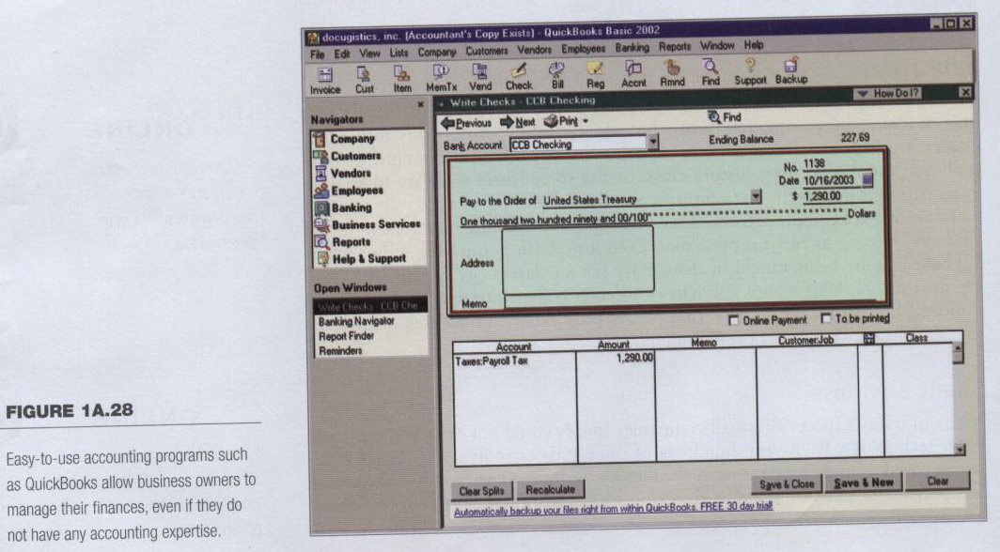 docugistics, inc. (Accountant's Copy Exists) - QuickBooks Basic 2002
File Edit View Lists Company Customers Vendors Employees Banking Reports Window Help
Invoice Cust Item MemTx Vend Check Bill Reg Accnt Rmnd Find Support Backup
Write Checks - CCB Checking
How Do I?
Navigators
Company
Customers
Vendors
Employees
Banking
Business Services
Reports
Help & Support
Open Windows
Write Checks - CCB Che
Banking Navigator
Report Finder
Reminders
Previous Next Print Find
Bank Account CCB Checking Ending Balance 227.69
No. 1138
Date 10/16/2003
Pay to the Order of United States Treasury $ 1,290.00
One thousand two hundred ninety and 00/100* * * * * * * * * * * * * * * * * * * * * * * * * * * * * * Dollars
Address
Memo
Online Payment To be printed
Account Amount Memo Customer:Job Class
Taxes:Payroll Tax 1,290.00
Clear Splits Recalculate Save & Close Save & New Clear
Automatically backup your files right from within QuickBooks. FREE 30 day trial!
FIGURE 1A.28
Easy-to-use accounting programs such
as QuickBooks allow business owners to
manage their finances, even if they do
not have any accounting expertise.